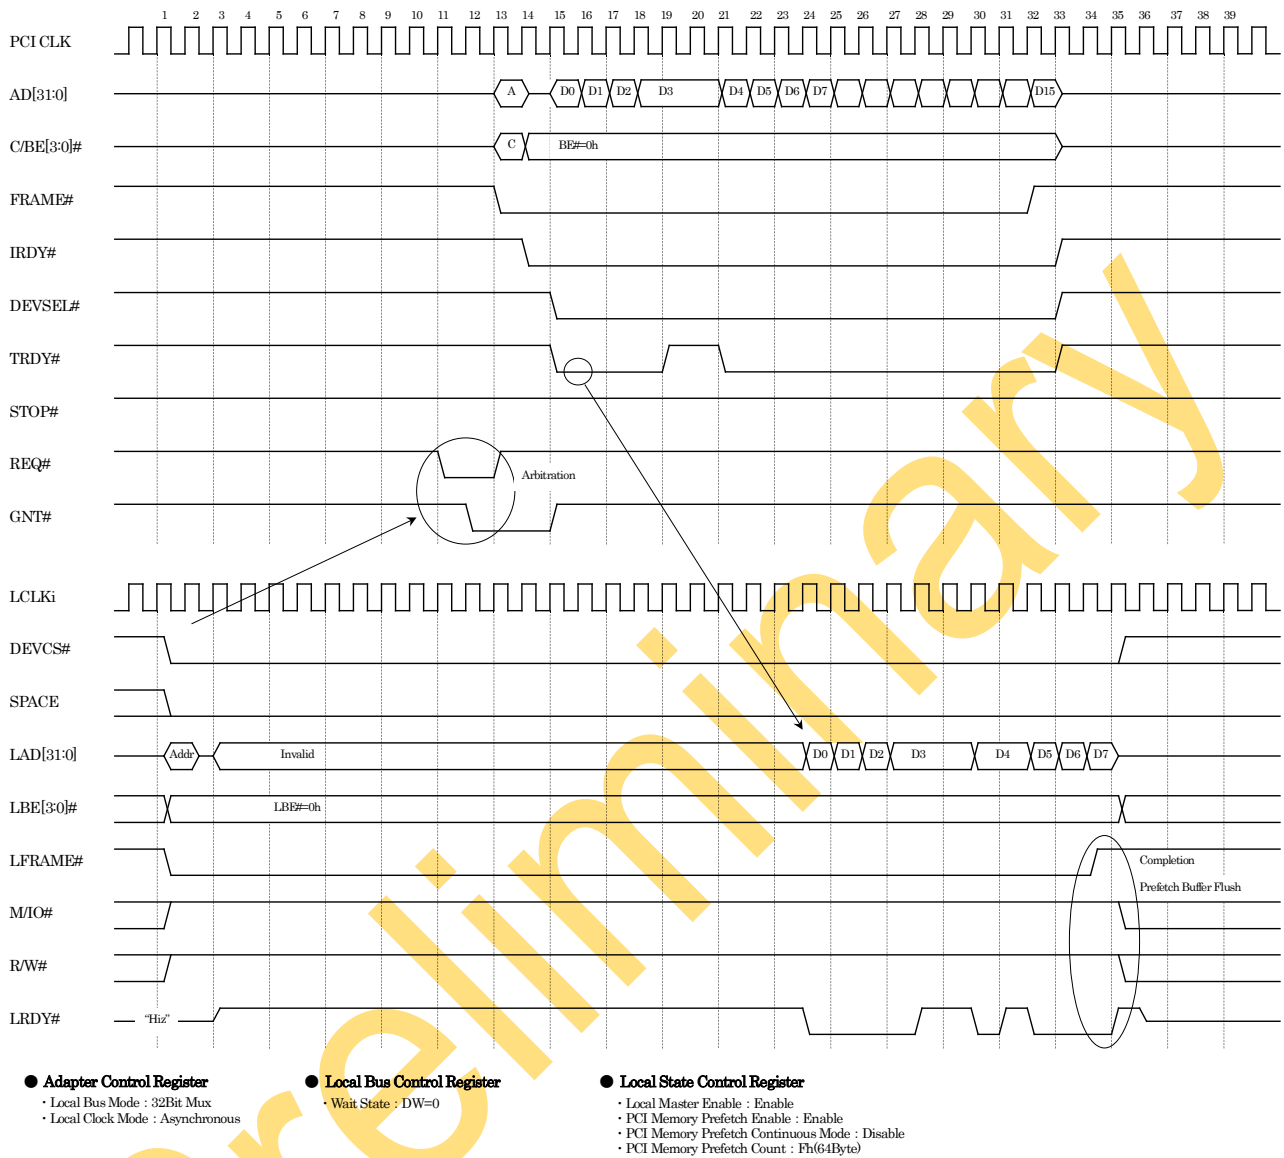 1 2 3 4 5 6 7 8 9 10 11 12 13 14 15 16 17 18 19 20 21 22 23 24 25 26 27 28 29 30 31 32 33 34 35 36 37 38 39
PCI CLK
AD[31:0] A D0 D1 D2 D3 D4 D5 D6 D7 D15
C/BE[3:0]# C BE#=0h
FRAME#
IRDY#
DEVSEL#
TRDY#
STOP#
REQ#
Arbitration
GNT#
LCLKi
DEVCS#
SPACE
LAD[31:0] Addr Invalid D0 D1 D2 D3 D4 D5 D6 D7
LBE[3:0]# LBE#=0h
LFRAME# Completion
Prefetch Buffer Flush
M/IO#
R/W#
LRDY# "Hiz"
● Adapter Control Register
・Local Bus Mode : 32Bit Mux
・Local Clock Mode : Asynchronous
● Local Bus Control Register
・Wait State : DW=0
● Local State Control Register
・Local Master Enable : Enable
・PCI Memory Prefetch Enable : Enable
・PCI Memory Prefetch Continuous Mode : Disable
・PCI Memory Prefetch Count : Fh(64Byte)
Preliminary